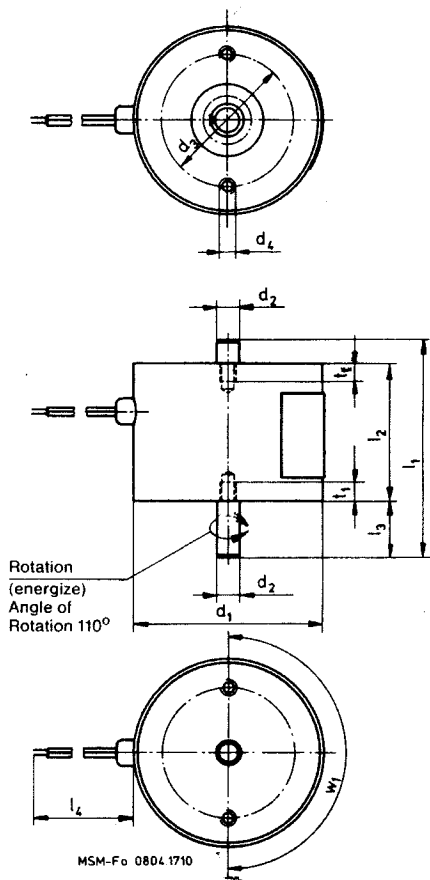 d3
d4
d2
t1
l2
l1
t1
l3
Rotation
(energize)
Angle of
Rotation 110°
d2
d1
w1
l4
MSM-Fo 0804.1710